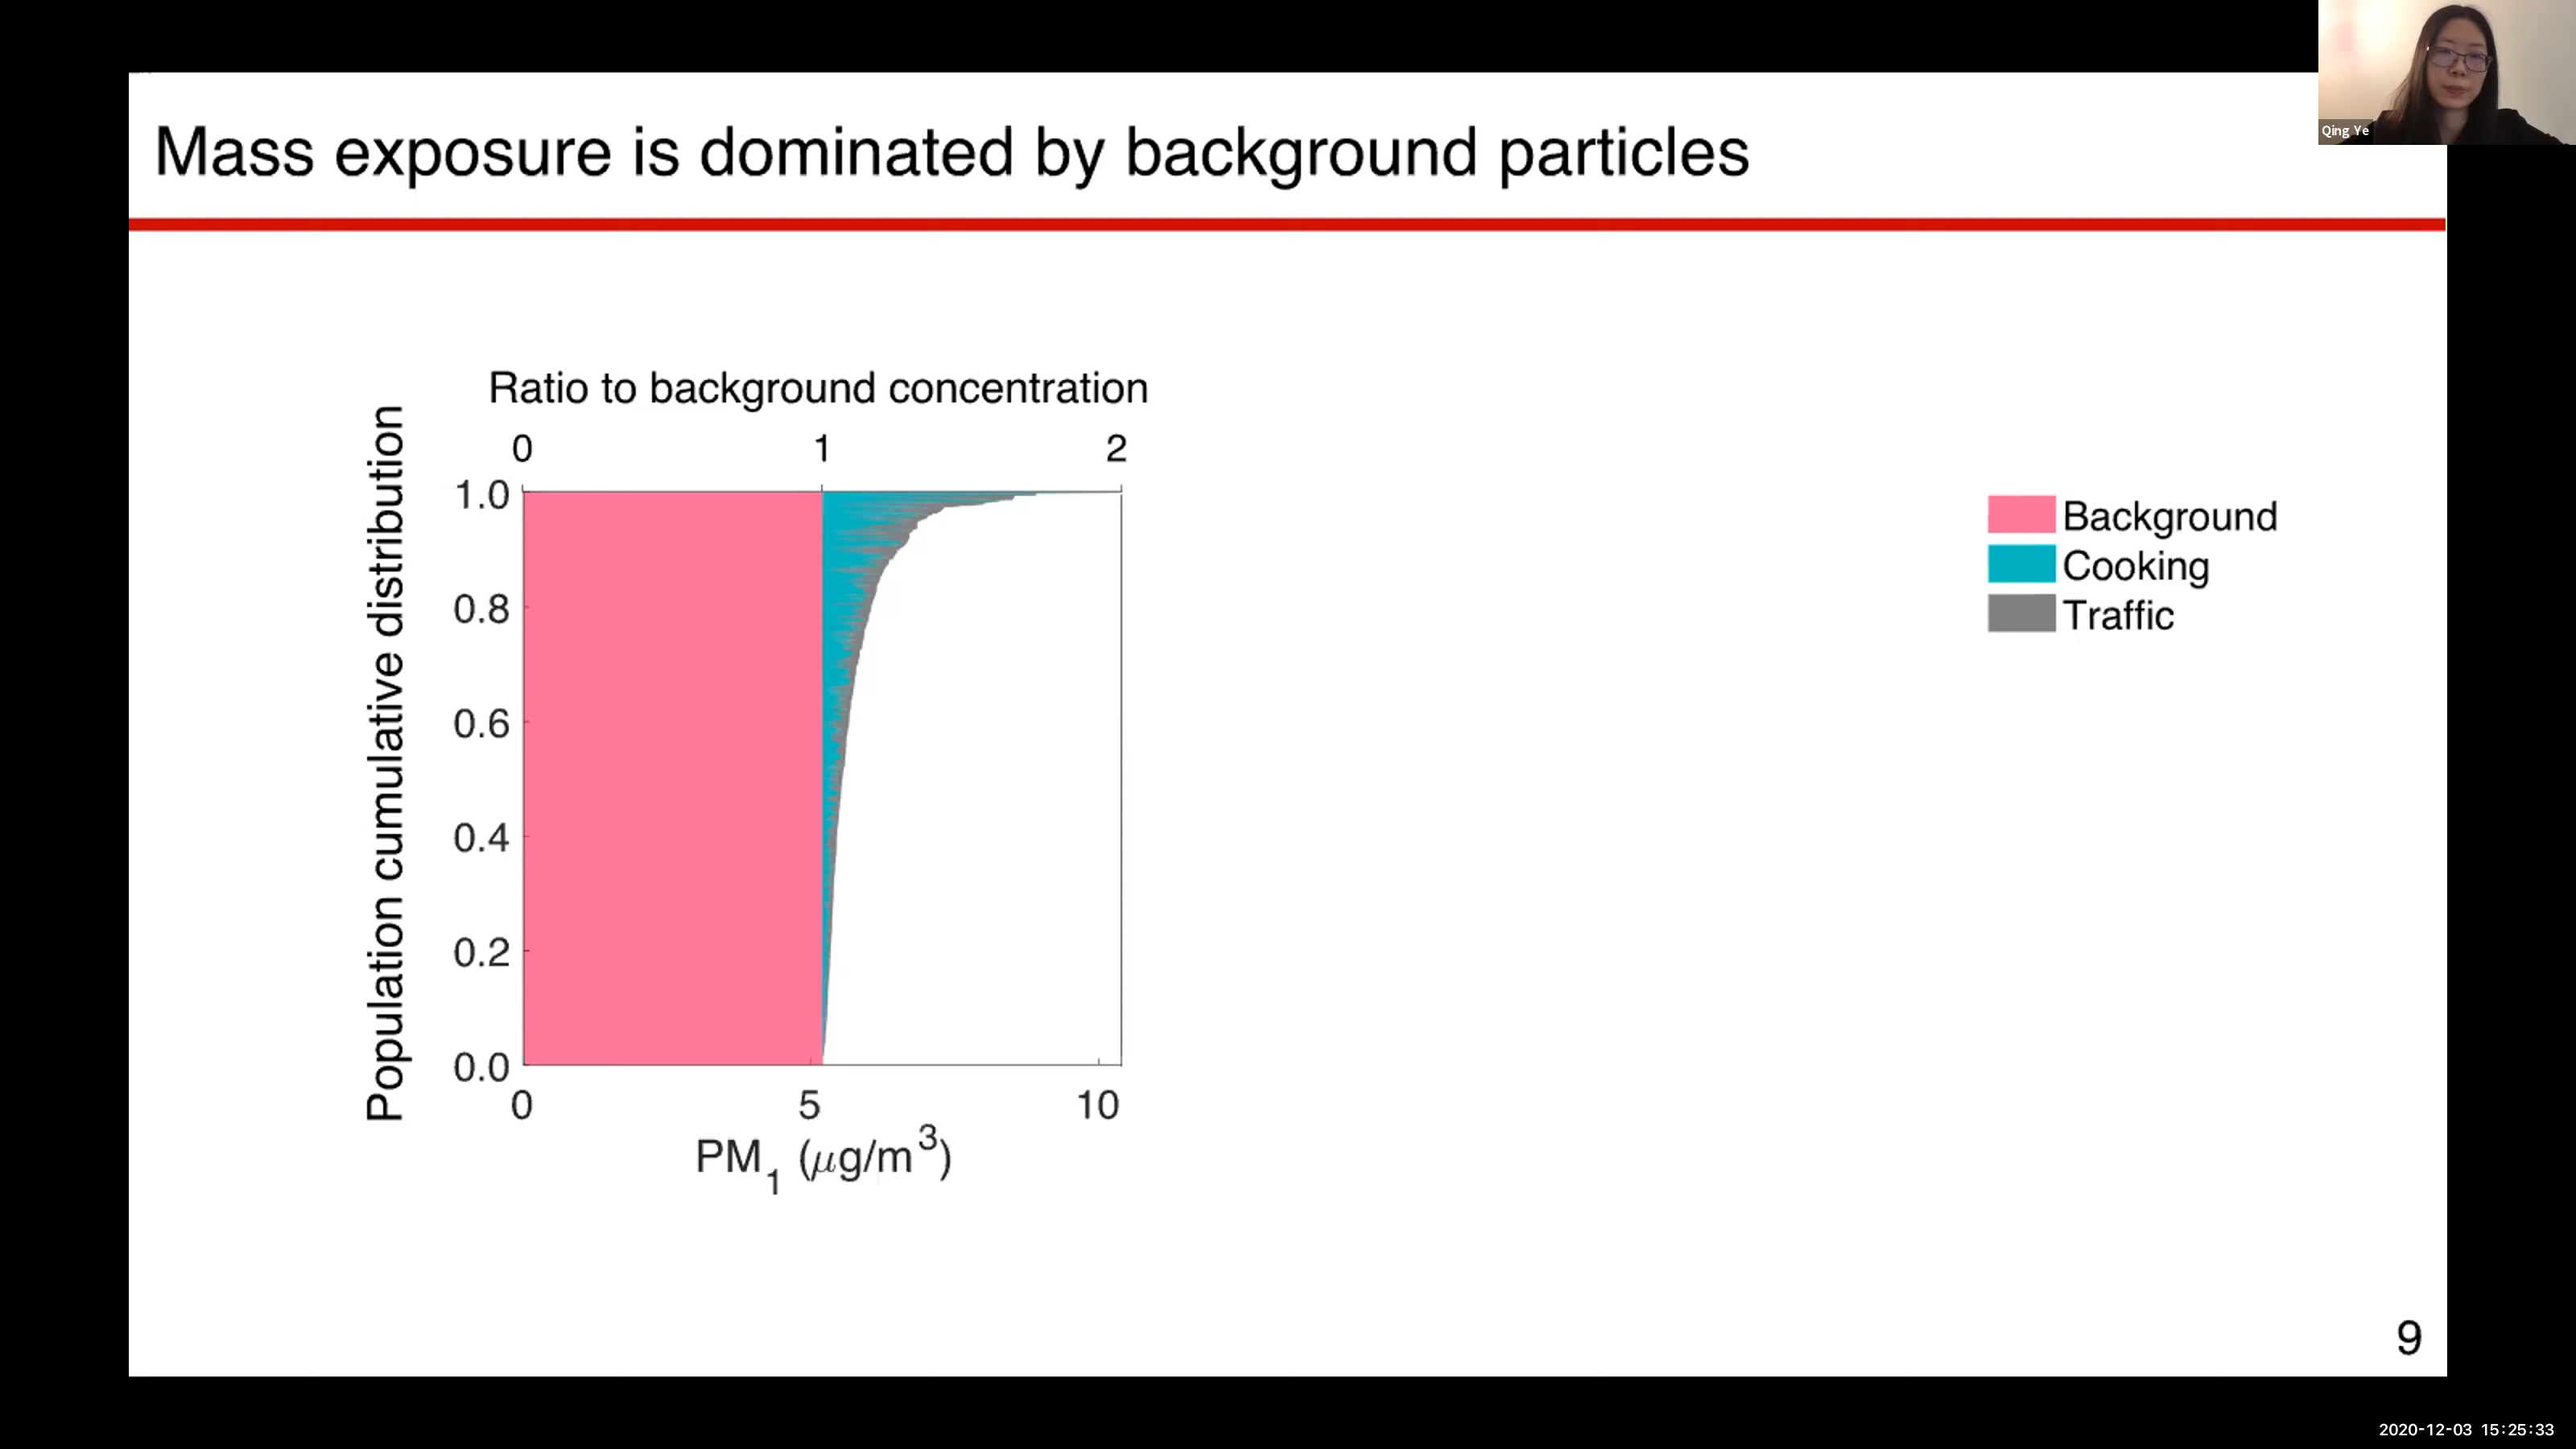 Qing Ye
Mass exposure is dominated by background particles
Ratio to background concentration
0 1 2
Population cumulative distribution
1.0
0.8
0.6
0.4
0.2
0.0
0 5 10
PM1 (μg/m3)
Background
Cooking
Traffic
9
2020-12-03 15:25:33